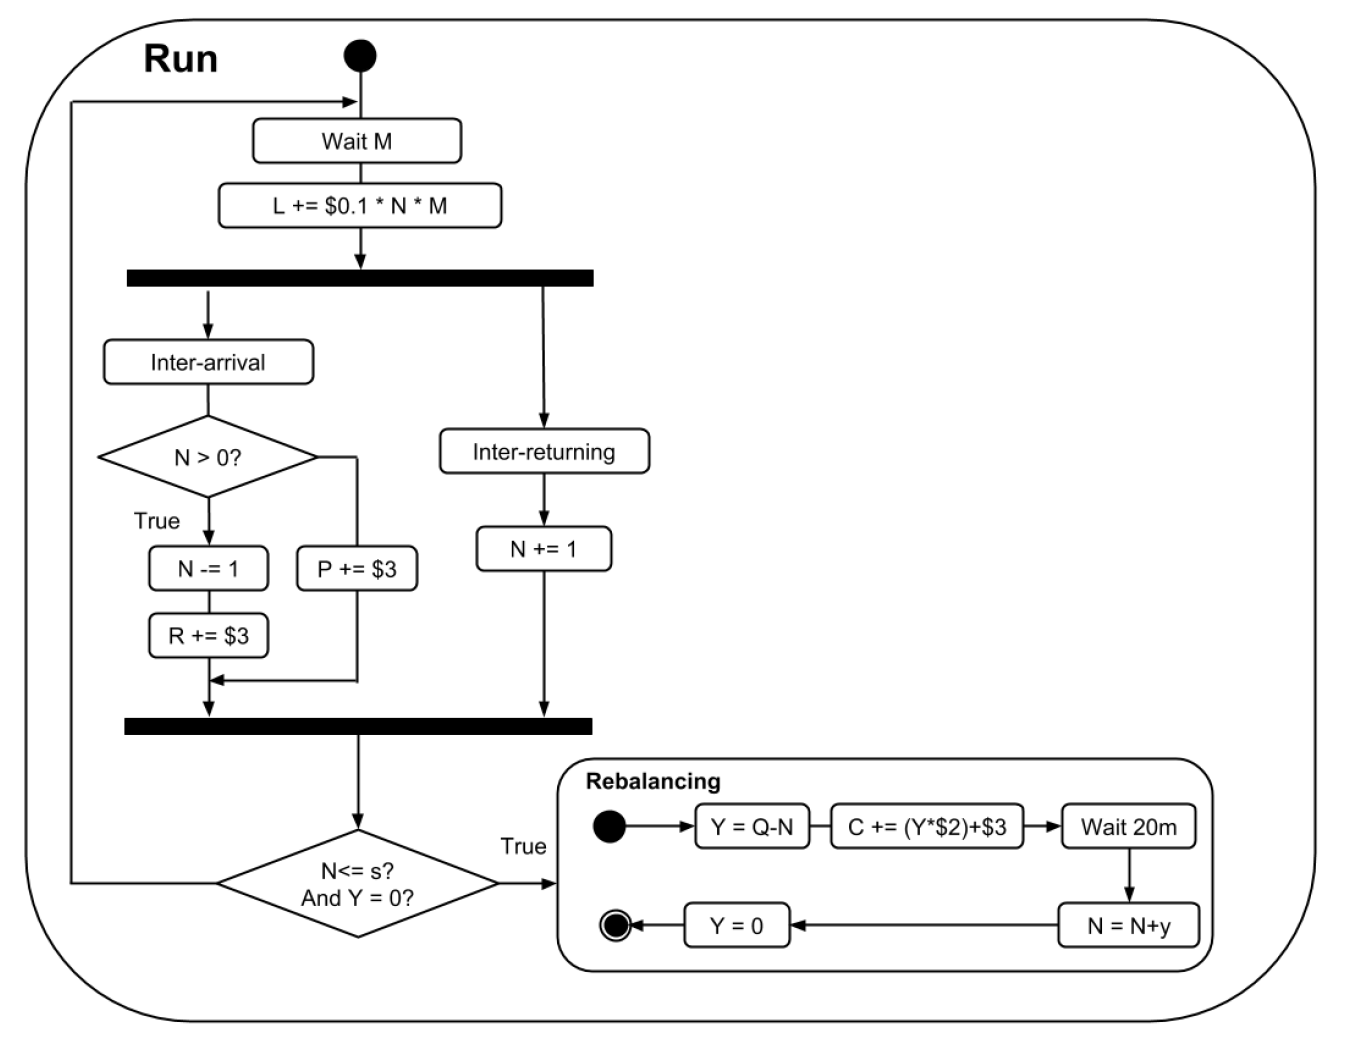 Run
Wait M
L += $0.1 * N * M
Inter-arrival
N > 0?
True
N -= 1
P += $3
R += $3
Inter-returning
N += 1
N<= s?
And Y = 0?
True
Rebalancing
Y = Q-N
C += (Y*$2)+$3
Wait 20m
N = N+y
Y = 0